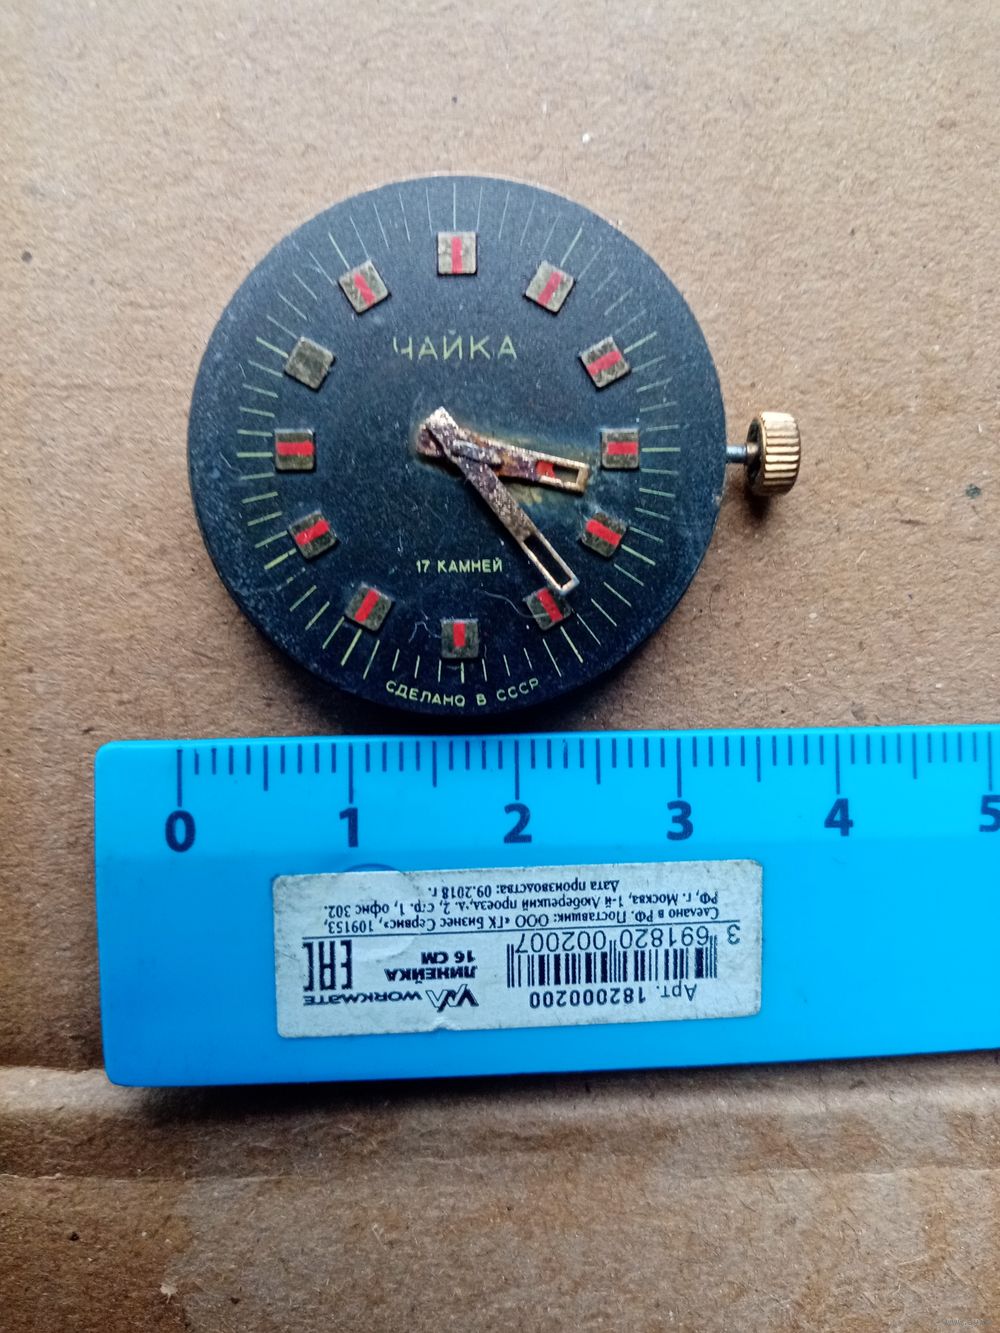 ЧАЙКА
17 КАМНЕЙ
СДЕЛАНО В СССР
0 1 2 3 4 5
Арт. 182000200
3 691820 002007
WORKMATE
ЛИНЕЙКА
16 СМ
EAC
Сделано в РФ. Поставщик: ООО «ГК Бизнес Сервис», 109153,
РФ, г. Москва, 1-й Люберецкий проезд, д. 2, стр. 1, офис 302.
Дата производства: 09.2018 г.